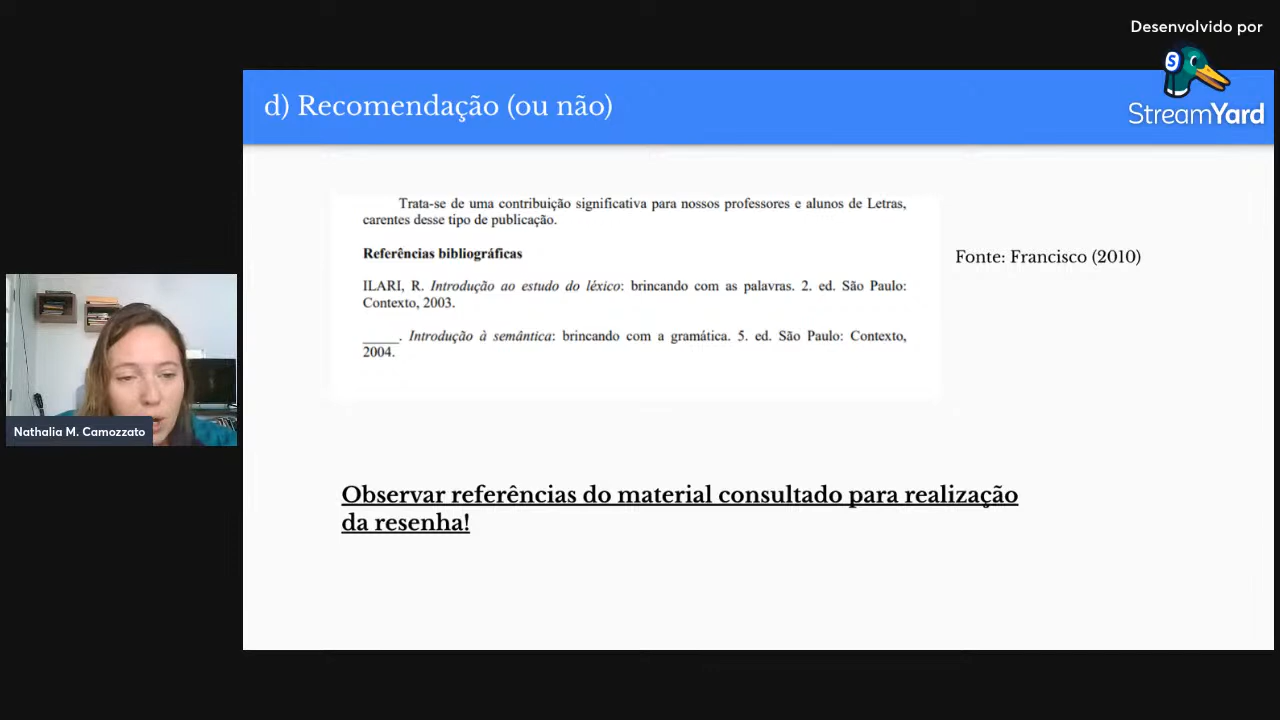 Desenvolvido por
StreamYard
d) Recomendação (ou não)
Trata-se de uma contribuição significativa para nossos professores e alunos de Letras,
carentes desse tipo de publicação.
Referências bibliográficas
ILARI, R. Introdução ao estudo do léxico: brincando com as palavras. 2. ed. São Paulo:
Contexto, 2003.
_____. Introdução à semântica: brincando com a gramática. 5. ed. São Paulo: Contexto,
2004.
Fonte: Francisco (2010)
Nathalia M. Camozzato
Observar referências do material consultado para realização
da resenha!